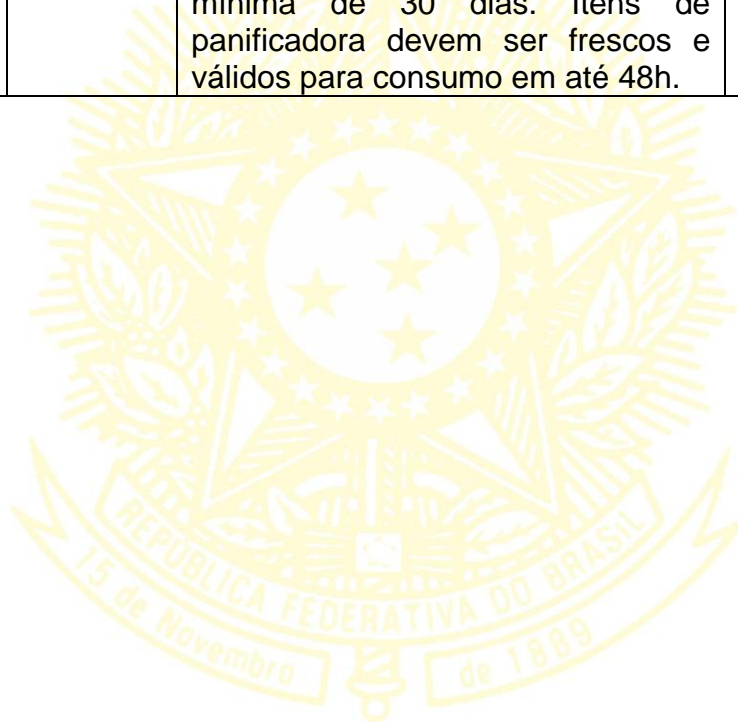 mínima de 30 dias. Itens de
panificadora devem ser frescos e
válidos para consumo em até 48h.
REPÚBLICA FEDERATIVA DO BRASIL
15 de Novembro de 1889